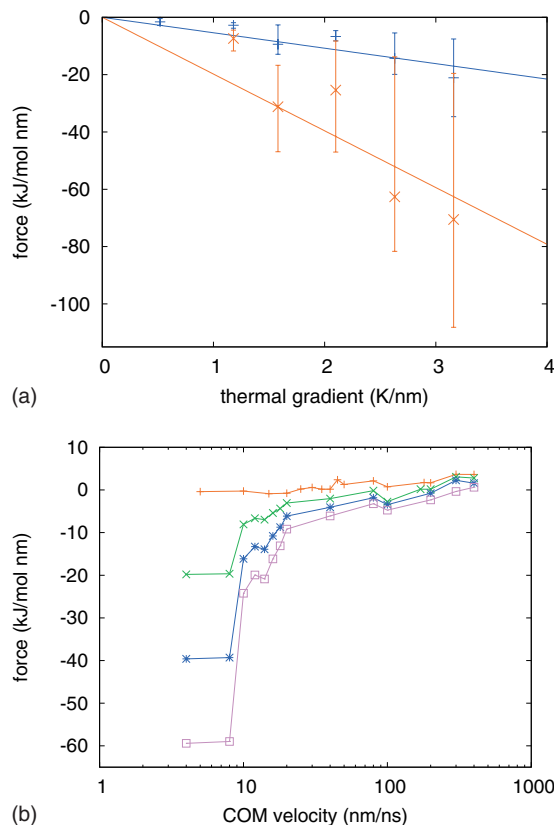 0
-20
-40
-60
-80
-100
force (kJ/mol nm)
0 1 2 3 4
thermal gradient (K/nm)
(a)
10
0
-10
-20
-30
-40
-50
-60
force (kJ/mol nm)
1 10 100 1000
COM velocity (nm/ns)
(b)